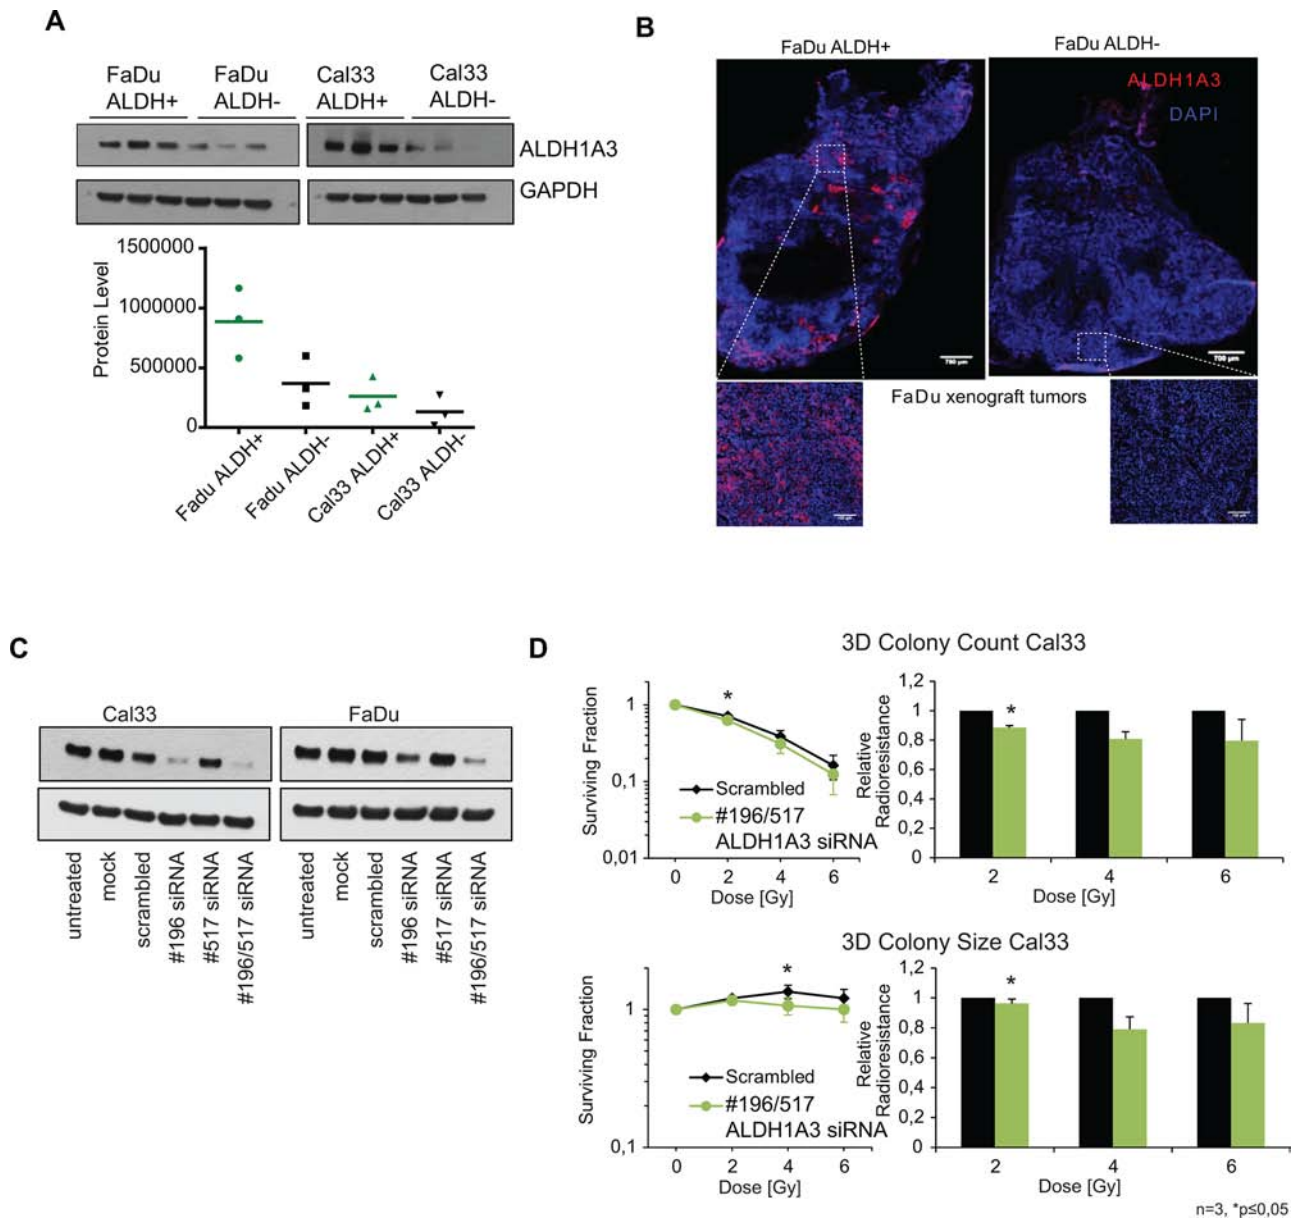 A
FaDu ALDH+
FaDu ALDH-
Cal33 ALDH+
Cal33 ALDH-
ALDH1A3
GAPDH
Protein Level
1500000
1000000
500000
0
Fadu ALDH+
Fadu ALDH-
Cal33 ALDH+
Cal33 ALDH-
B
FaDu ALDH+
FaDu ALDH-
ALDH1A3
DAPI
700 µm
700 µm
FaDu xenograft tumors
C
Cal33
FaDu
untreated
mock
scrambled
#196 siRNA
#517 siRNA
#196/517 siRNA
untreated
mock
scrambled
#196 siRNA
#517 siRNA
#196/517 siRNA
D
3D Colony Count Cal33
Surviving Fraction
1
0,1
0,01
*
Scrambled
#196/517
ALDH1A3 siRNA
0 2 4 6
Dose [Gy]
Relative
Radioresistance
1,2
1
0,8
0,6
0,4
0,2
0
*
2 4 6
Dose [Gy]
3D Colony Size Cal33
Surviving Fraction
1
0,1
*
Scrambled
#196/517
ALDH1A3 siRNA
0 2 4 6
Dose [Gy]
Relative
Radioresistance
1,2
1
0,8
0,6
0,4
0,2
0
*
2 4 6
Dose [Gy]
n=3, *p≤0,05